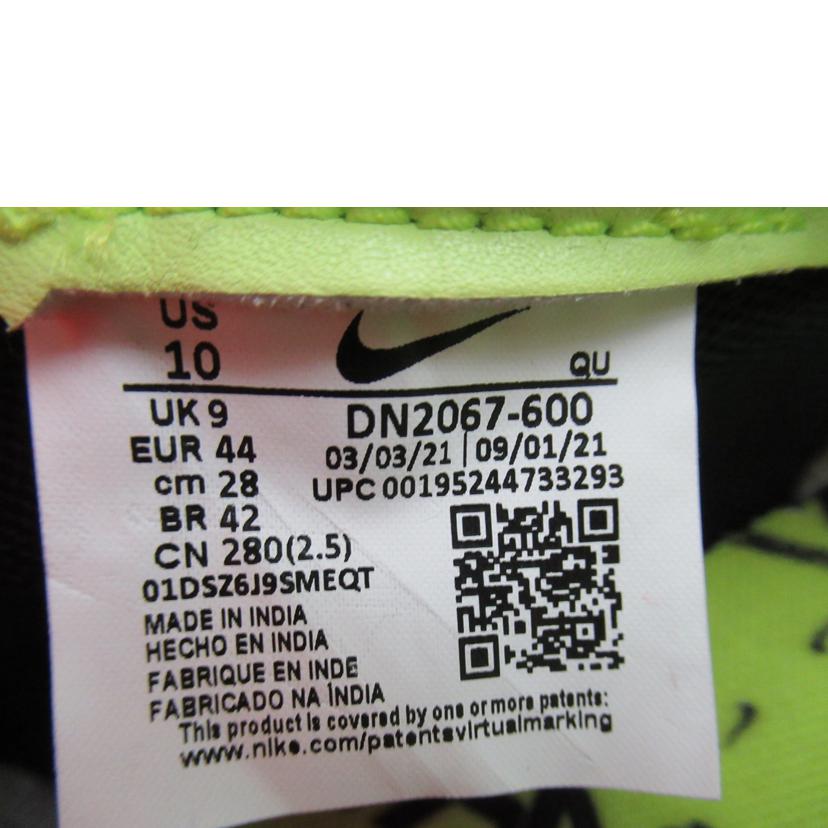 US
10
QU
UK 9
DN2067-600
EUR 44
03/03/21 | 09/01/21
cm 28
UPC 00195244733293
BR 42
CN 280(2.5)
01DSZ6J9SMEQT
MADE IN INDIA
HECHO EN INDIA
FABRIQUE EN INDE
FABRICADO NA ÍNDIA
This product is covered by one or more patents:
www.nike.com/patentsvirtualmarking